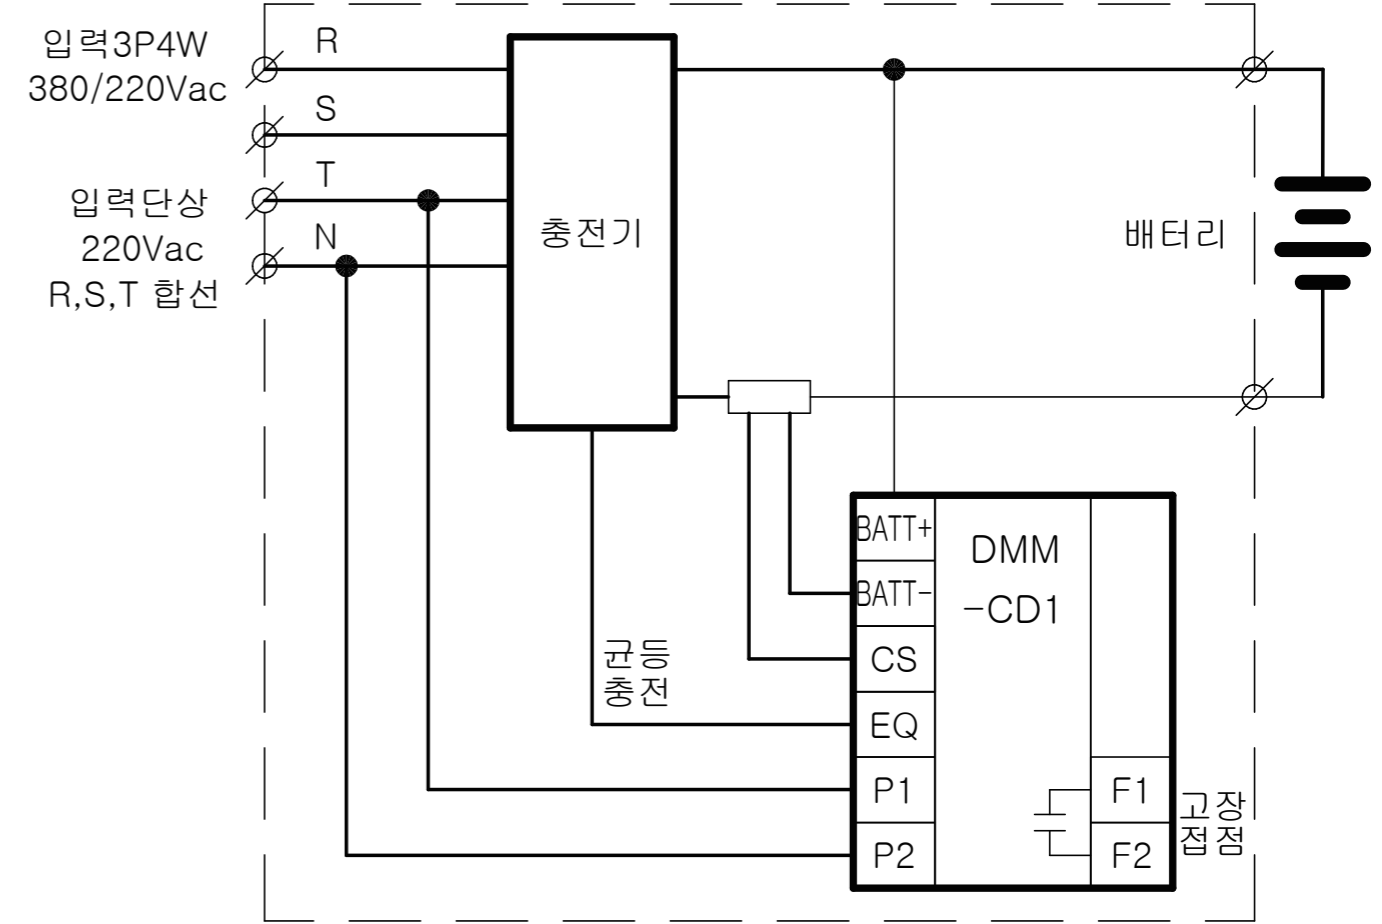 입력3P4W
380/220Vac
R
S
T
N
입력단상
220Vac
R,S,T 합선
충전기
배터리
균등
충전
BATT+
BATT-
CS
EQ
P1
P2
DMM
-CD1
F1
F2
고장
접점